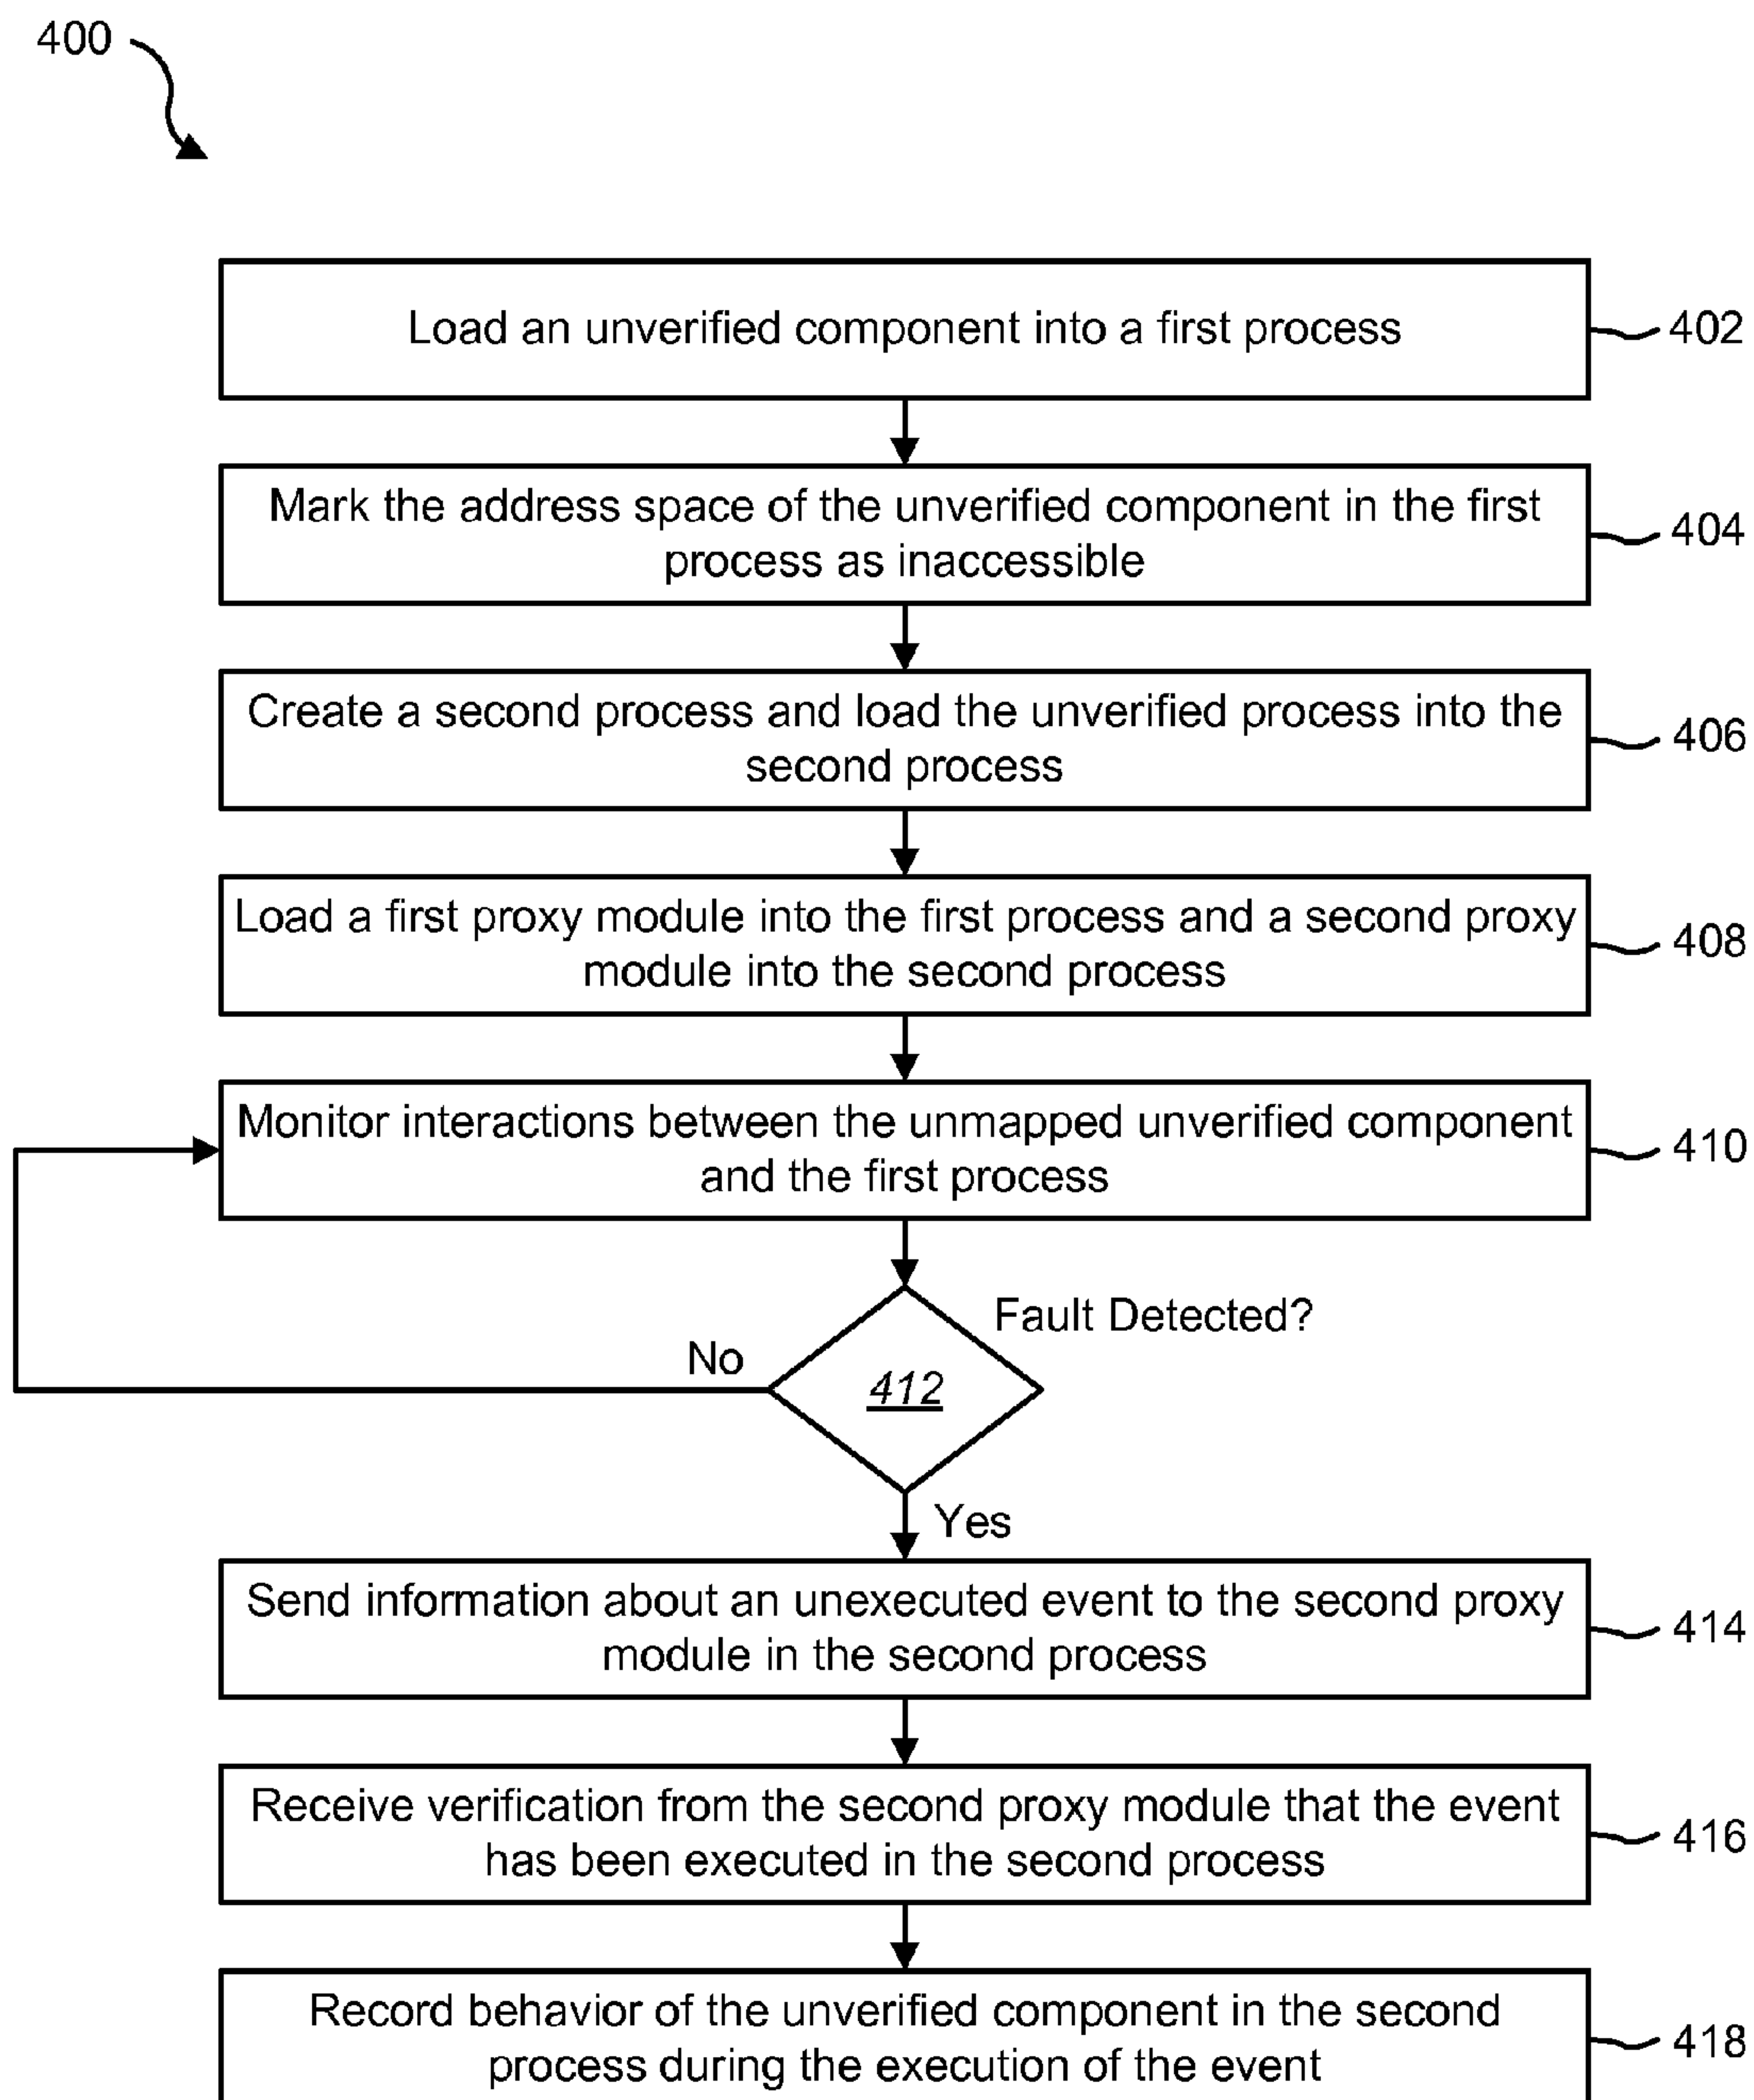 400
Load an unverified component into a first process
402
Mark the address space of the unverified component in the first
process as inaccessible
404
Create a second process and load the unverified process into the
second process
406
Load a first proxy module into the first process and a second proxy
module into the second process
408
Monitor interactions between the unmapped unverified component
and the first process
410
Fault Detected?
No
412
Yes
Send information about an unexecuted event to the second proxy
module in the second process
414
Receive verification from the second proxy module that the event
has been executed in the second process
416
Record behavior of the unverified component in the second
process during the execution of the event
418